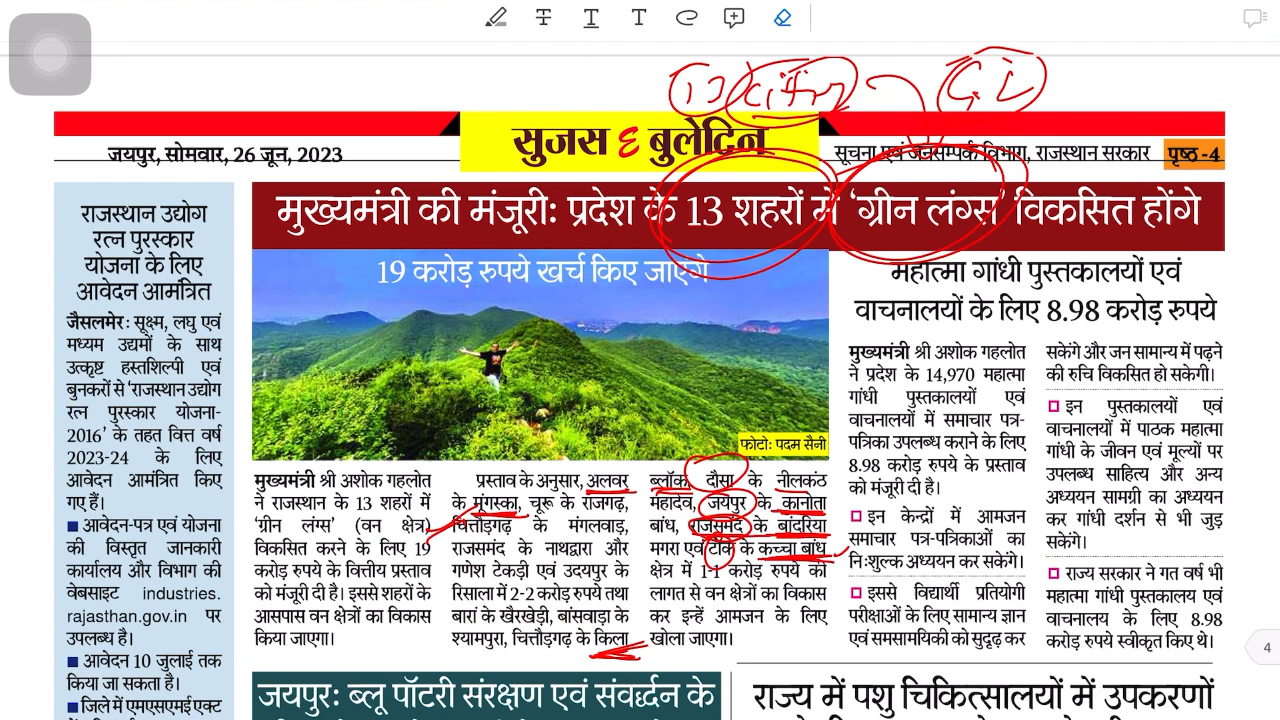 13 cities
GL
सुजस ६ बुलेटिन
जयपुर, सोमवार, 26 जून, 2023
सूचना एवं जनसम्पर्क विभाग, राजस्थान सरकार
पृष्ठ -4
राजस्थान उद्योग
रत्न पुरस्कार
योजना के लिए
आवेदन आमंत्रित
जैसलमेर: सूक्ष्म, लघु एवं
मध्यम उद्यमों के साथ
उत्कृष्ट हस्तशिल्पी एवं
बुनकरों से 'राजस्थान उद्योग
रत्न पुरस्कार योजना-
2016' के तहत वित्त वर्ष
2023-24 के लिए
आवेदन आमंत्रित किए
गए हैं।
■ आवेदन-पत्र एवं योजना
की विस्तृत जानकारी
कार्यालय और विभाग की
वेबसाइट industries.
rajasthan.gov.in पर
उपलब्ध है।
■ आवेदन 10 जुलाई तक
किया जा सकता है।
■ जिले में एमएसएमई एक्ट
मुख्यमंत्री की मंजूरी: प्रदेश के 13 शहरों में 'ग्रीन लंग्स' विकसित होंगे
19 करोड़ रुपये खर्च किए जाएंगे
फोटो: पदम सैनी
मुख्यमंत्री श्री अशोक गहलोत
ने राजस्थान के 13 शहरों में
'ग्रीन लंग्स' (वन क्षेत्र)
विकसित करने के लिए 19
करोड़ रुपये के वित्तीय प्रस्ताव
को मंजूरी दी है। इससे शहरों के
आसपास वन क्षेत्रों का विकास
किया जाएगा।
प्रस्ताव के अनुसार, अलवर
के मूंगस्का, चूरू के राजगढ़,
चित्तौड़गढ़ के मंगलवाड़,
राजसमंद के नाथद्वारा और
गणेश टेकड़ी एवं उदयपुर के
रिसाला में 2-2 करोड़ रुपये तथा
बारां के खैरखेड़ी, बांसवाड़ा के
श्यामपुरा, चित्तौड़गढ़ के किला
ब्लॉक, दौसा के नीलकंठ
महादेव, जयपुर के कानोता
बांध, राजसमंद के बांदरिया
मगरा एवं टोंक के कच्चा बांध
क्षेत्र में 1-1 करोड़ रुपये की
लागत से वन क्षेत्रों का विकास
कर इन्हें आमजन के लिए
खोला जाएगा।
महात्मा गांधी पुस्तकालयों एवं
वाचनालयों के लिए 8.98 करोड़ रुपये
मुख्यमंत्री श्री अशोक गहलोत
ने प्रदेश के 14,970 महात्मा
गांधी पुस्तकालयों एवं
वाचनालयों में समाचार पत्र-
पत्रिका उपलब्ध कराने के लिए
8.98 करोड़ रुपये के प्रस्ताव
को मंजूरी दी है।
इन केन्द्रों में आमजन
समाचार पत्र-पत्रिकाओं का
निःशुल्क अध्ययन कर सकेंगे।
इससे विद्यार्थी प्रतियोगी
परीक्षाओं के लिए सामान्य ज्ञान
एवं समसामयिकी को सुदृढ़ कर
सकेंगे और जन सामान्य में पढ़ने
की रुचि विकसित हो सकेगी।
इन पुस्तकालयों एवं
वाचनालयों में पाठक महात्मा
गांधी के जीवन एवं मूल्यों पर
उपलब्ध साहित्य और अन्य
अध्ययन सामग्री का अध्ययन
कर गांधी दर्शन से भी जुड़
सकेंगे।
राज्य सरकार ने गत वर्ष भी
महात्मा गांधी पुस्तकालय एवं
वाचनालय के लिए 8.98
करोड़ रुपये स्वीकृत किए थे।
4
जयपुर: ब्लू पॉटरी संरक्षण एवं संवर्द्धन के
राज्य में पशु चिकित्सालयों में उपकरणों